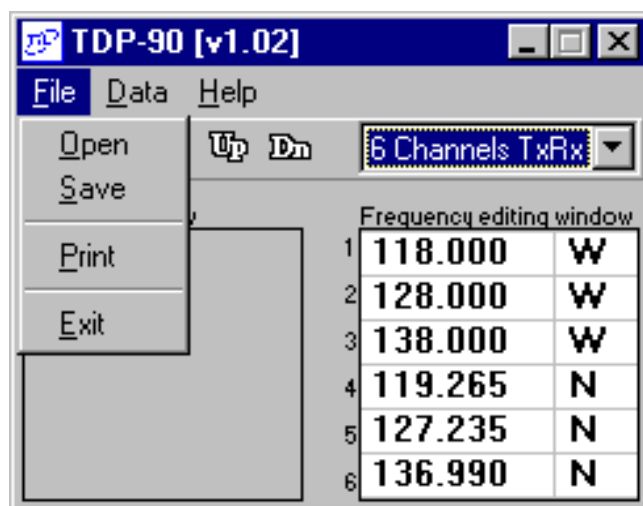 TDP-90 [v1.02]
File Data Help
Open
Save
Print
Exit
Up Dn
6 Channels TxRx
Frequency editing window
1 118.000 W
2 128.000 W
3 138.000 W
4 119.265 N
5 127.235 N
6 136.990 N